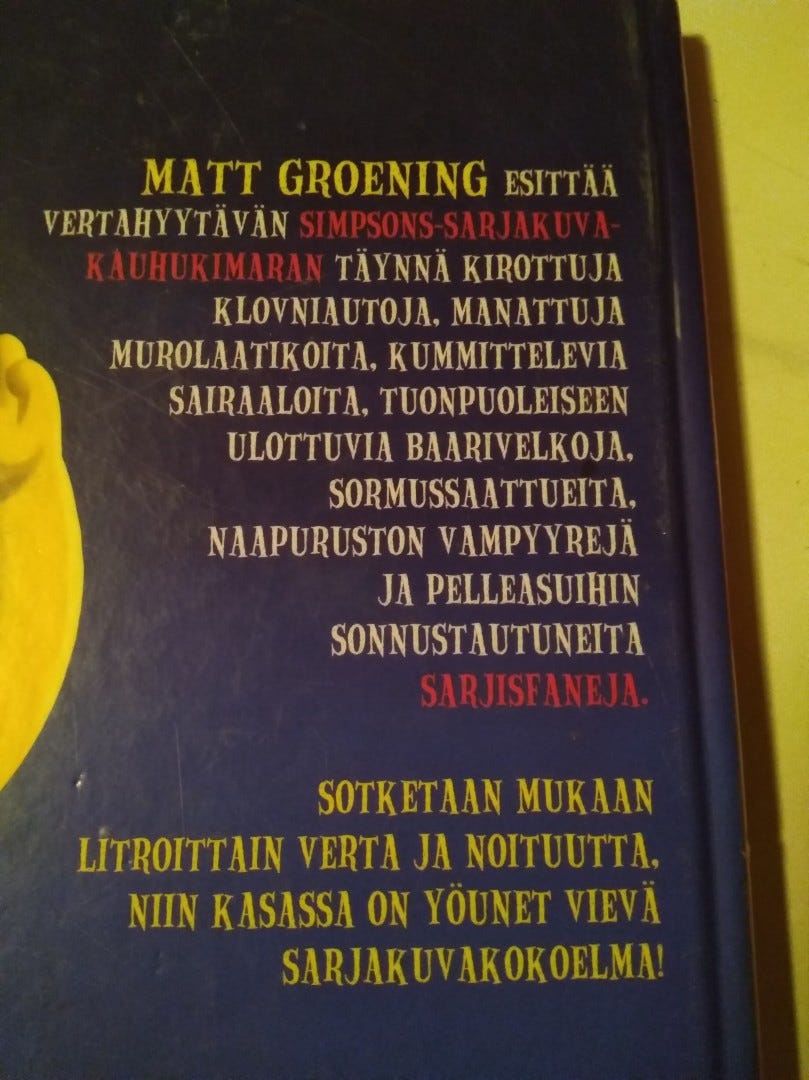 MATT GROENING ESITTÄÄ
VERTAHYYTÄVÄN SIMPSONS-SARJAKUVA-
KAUHUKIMARAN TÄYNNÄ KIROTTUJA
KLOVNIAUTOJA, MANATTUJA
MUROLAATIKOITA, KUMMITTELEVIA
SAIRAALOITA, TUONPUOLEISEEN
ULOTTUVIA BAARIVELKOJA,
SORMUSSAATTUEITA,
NAAPURUSTON VAMPYYREJÄ
JA PELLEASUIHIN
SONNUSTAUTUNEITA
SARJISFANEJA.
SOTKETAAN MUKAAN
LITROITTAIN VERTA JA NOITUUTTA,
NIIN KASASSA ON YÖUNET VIEVÄ
SARJAKUVAKOKOELMA!